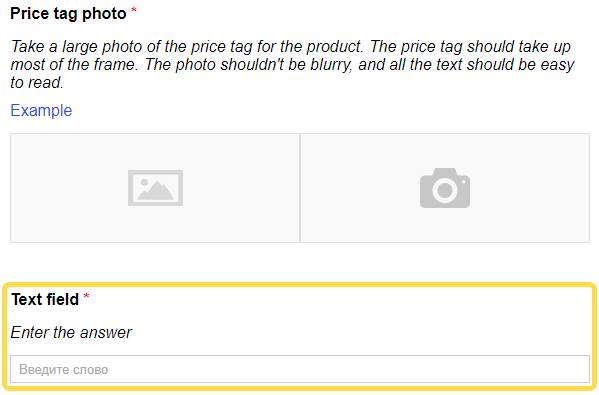 Price tag photo *
Take a large photo of the price tag for the product. The price tag should take up
most of the frame. The photo shouldn't be blurry, and all the text should be easy
to read.
Example
Text field *
Enter the answer
Введите слово